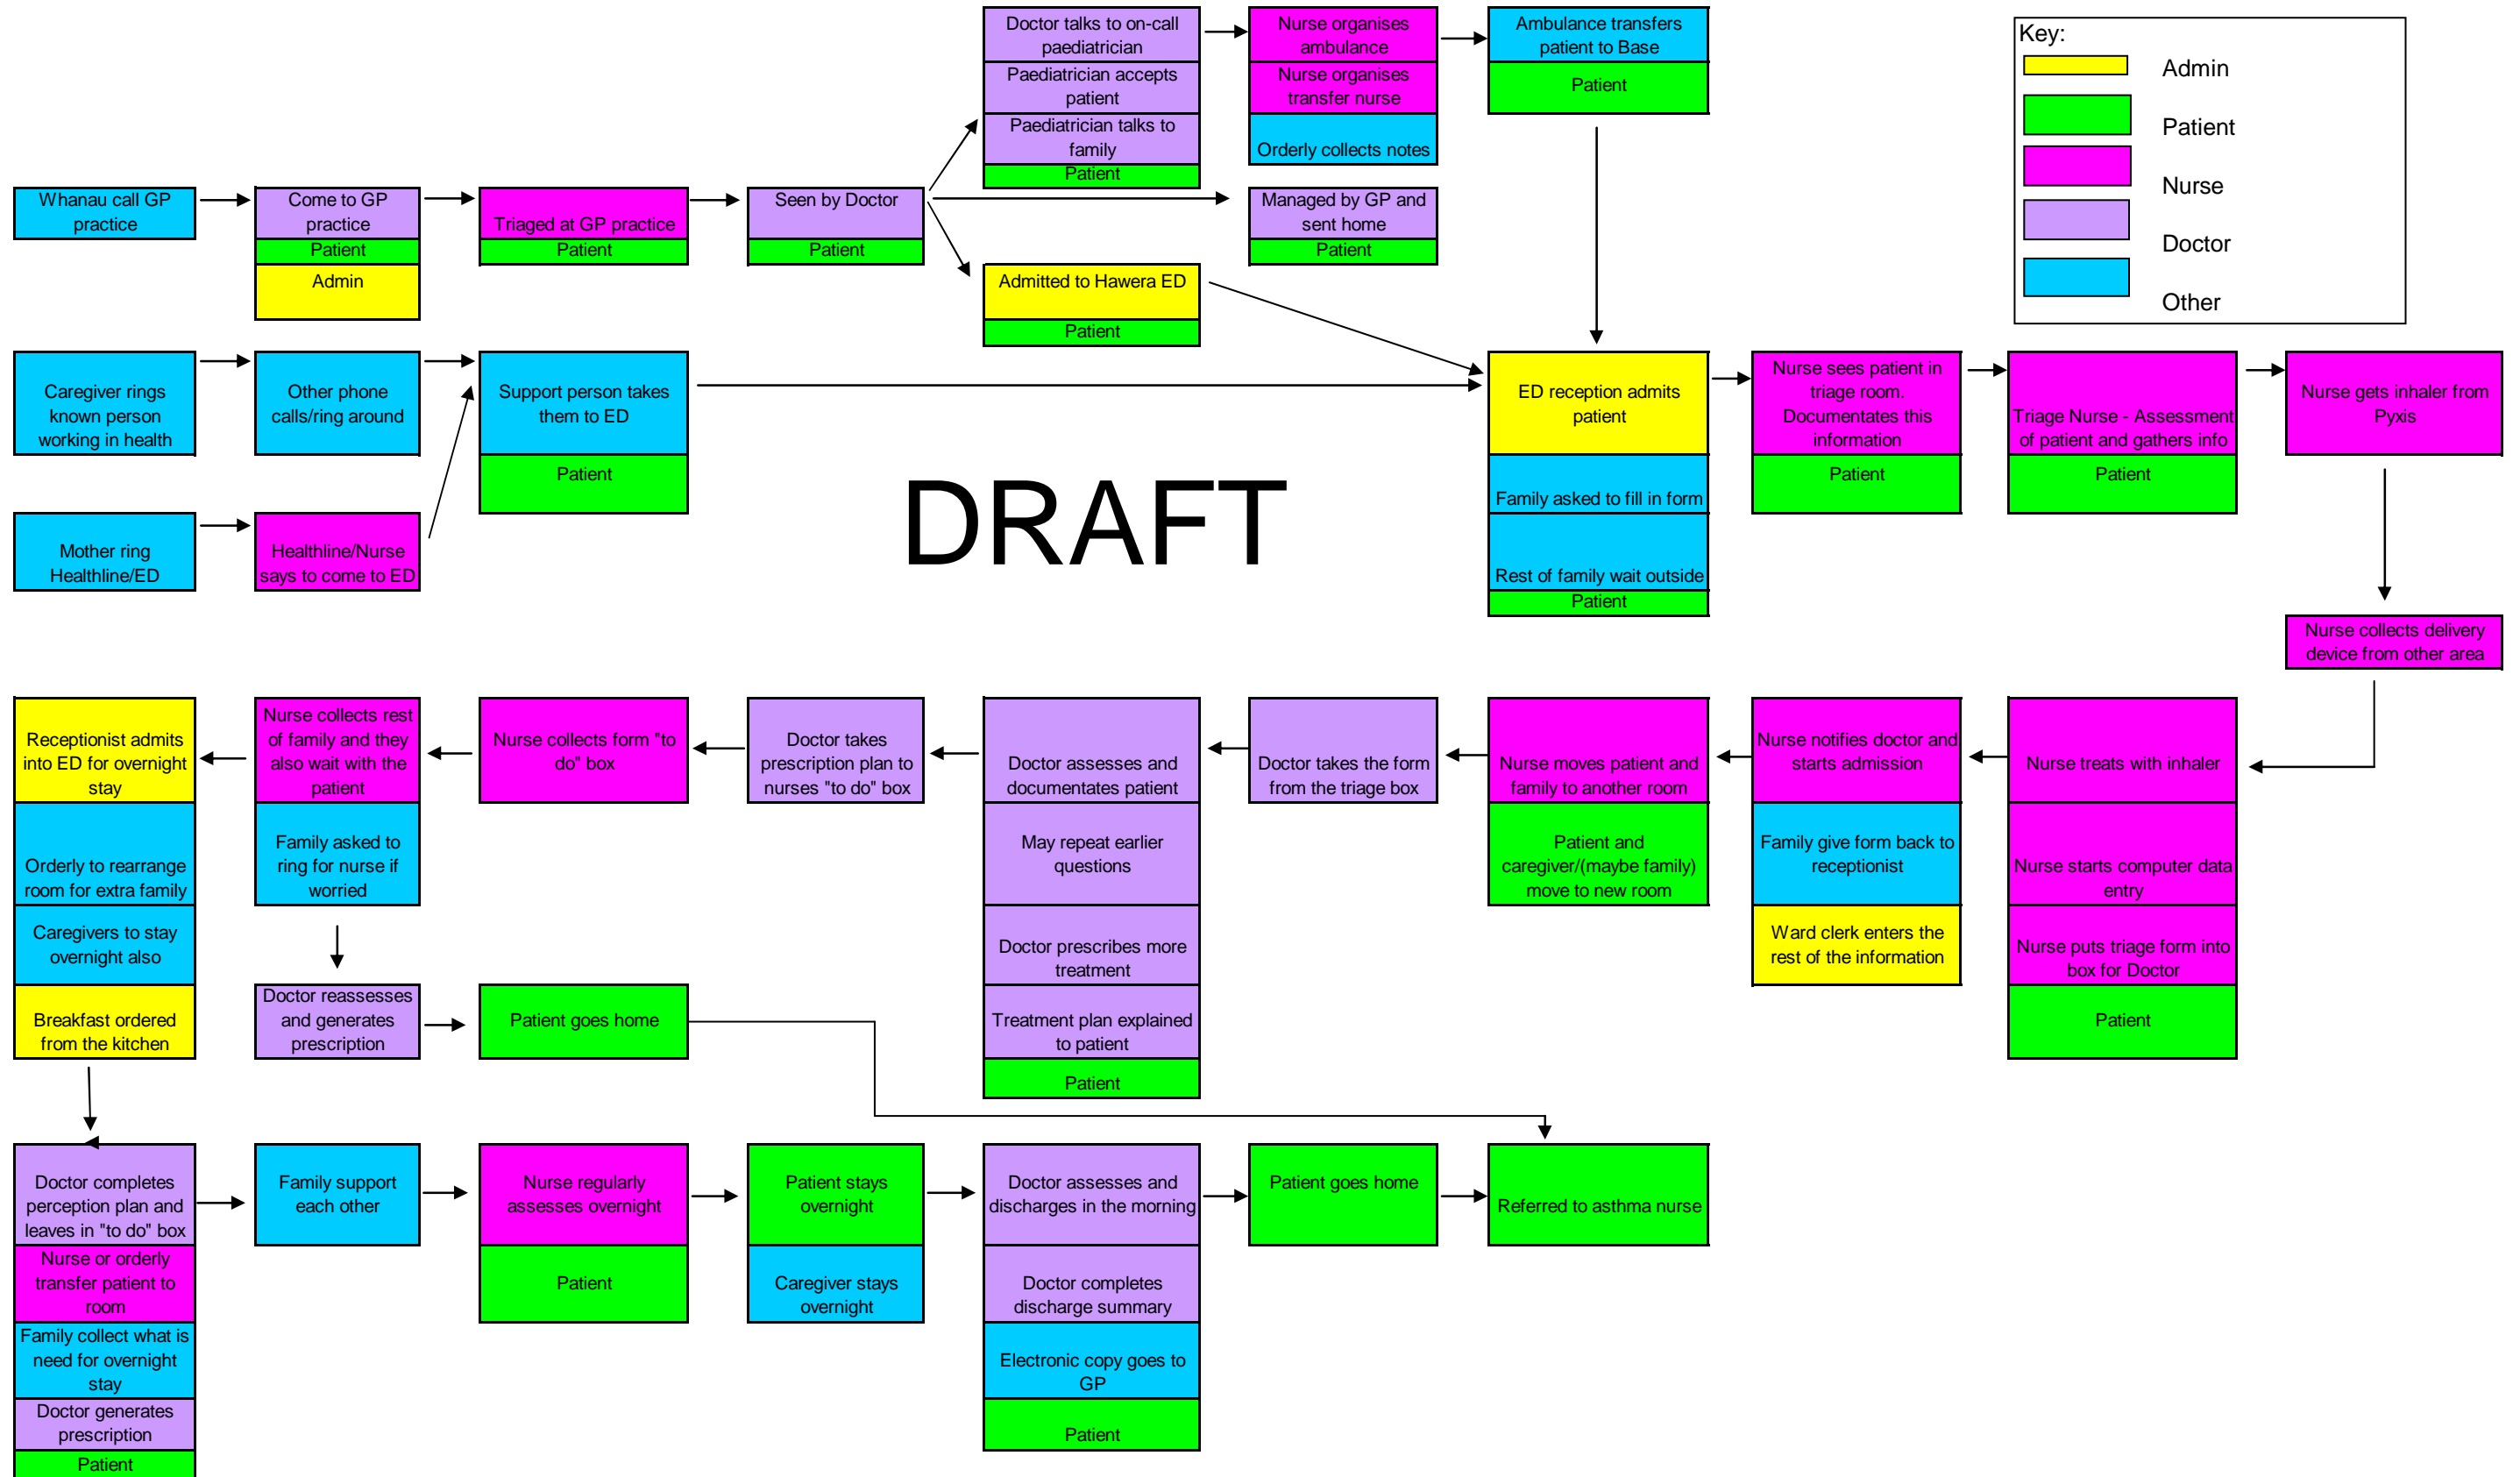 Doctor talks to on-call
paediatrician
Paediatrician accepts
patient
Paediatrician talks to
family
Patient
Nurse organises
ambulance
Nurse organises
transfer nurse
Orderly collects notes
Ambulance transfers
patient to Base
Patient
Key:
Admin
Patient
Nurse
Doctor
Other
Whanau call GP
practice
Come to GP
practice
Patient
Admin
Triaged at GP practice
Patient
Seen by Doctor
Patient
Managed by GP and
sent home
Patient
Admitted to Hawera ED
Patient
Caregiver rings
known person
working in health
Other phone
calls/ring around
Support person takes
them to ED
Patient
ED reception admits
patient
Family asked to fill in form
Rest of family wait outside
Patient
Nurse sees patient in
triage room.
Documentates this
information
Patient
Triage Nurse - Assessment
of patient and gathers info
Patient
Nurse gets inhaler from
Pyxis
Mother ring
Healthline/ED
Healthline/Nurse
says to come to ED
DRAFT
Nurse collects delivery
device from other area
Receptionist admits
into ED for overnight
stay
Orderly to rearrange
room for extra family
Caregivers to stay
overnight also
Breakfast ordered
from the kitchen
Nurse collects rest
of family and they
also wait with the
patient
Family asked to
ring for nurse if
worried
Nurse collects form "to
do" box
Doctor takes
prescription plan to
nurses "to do" box
Doctor assesses and
documentates patient
May repeat earlier
questions
Doctor prescribes more
treatment
Treatment plan explained
to patient
Patient
Doctor takes the form
from the triage box
Nurse moves patient and
family to another room
Patient and
caregiver/(maybe family)
move to new room
Nurse notifies doctor and
starts admission
Family give form back to
receptionist
Ward clerk enters the
rest of the information
Nurse treats with inhaler
Nurse starts computer data
entry
Nurse puts triage form into
box for Doctor
Patient
Doctor reassesses
and generates
prescription
Patient goes home
Doctor completes
perception plan and
leaves in "to do" box
Nurse or orderly
transfer patient to
room
Family collect what is
need for overnight
stay
Doctor generates
prescription
Patient
Family support
each other
Nurse regularly
assesses overnight
Patient
Patient stays
overnight
Caregiver stays
overnight
Doctor assesses and
discharges in the morning
Doctor completes
discharge summary
Electronic copy goes to
GP
Patient
Patient goes home
Referred to asthma nurse